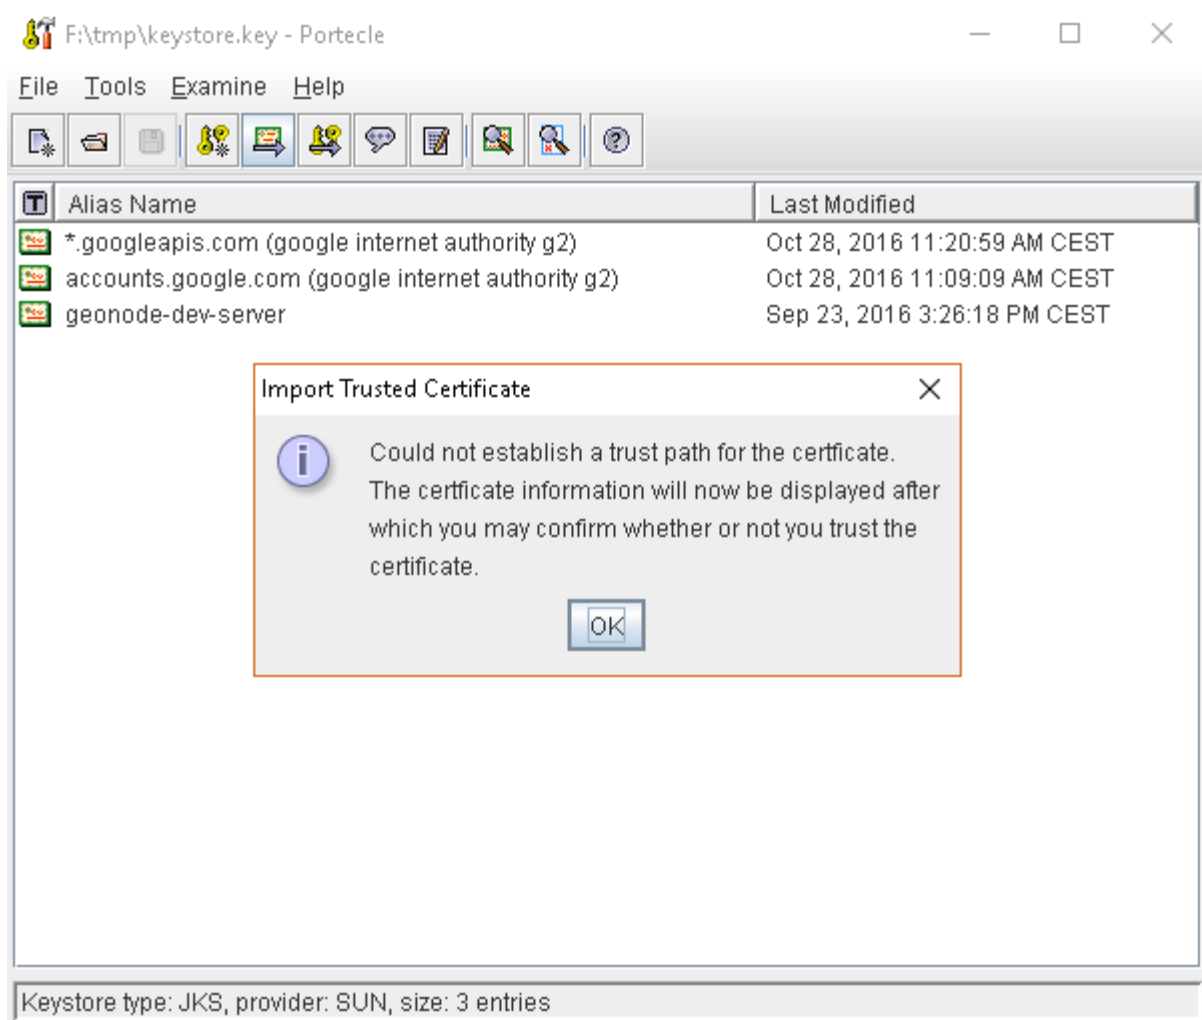 F:\tmp\keystore.key - Portecle
File Tools Examine Help
T Alias Name Last Modified
*.googleapis.com (google internet authority g2) Oct 28, 2016 11:20:59 AM CEST
accounts.google.com (google internet authority g2) Oct 28, 2016 11:09:09 AM CEST
geonode-dev-server Sep 23, 2016 3:26:18 PM CEST
Import Trusted Certificate
Could not establish a trust path for the certficate.
The certficate information will now be displayed after
which you may confirm whether or not you trust the
certificate.
OK
Keystore type: JKS, provider: SUN, size: 3 entries